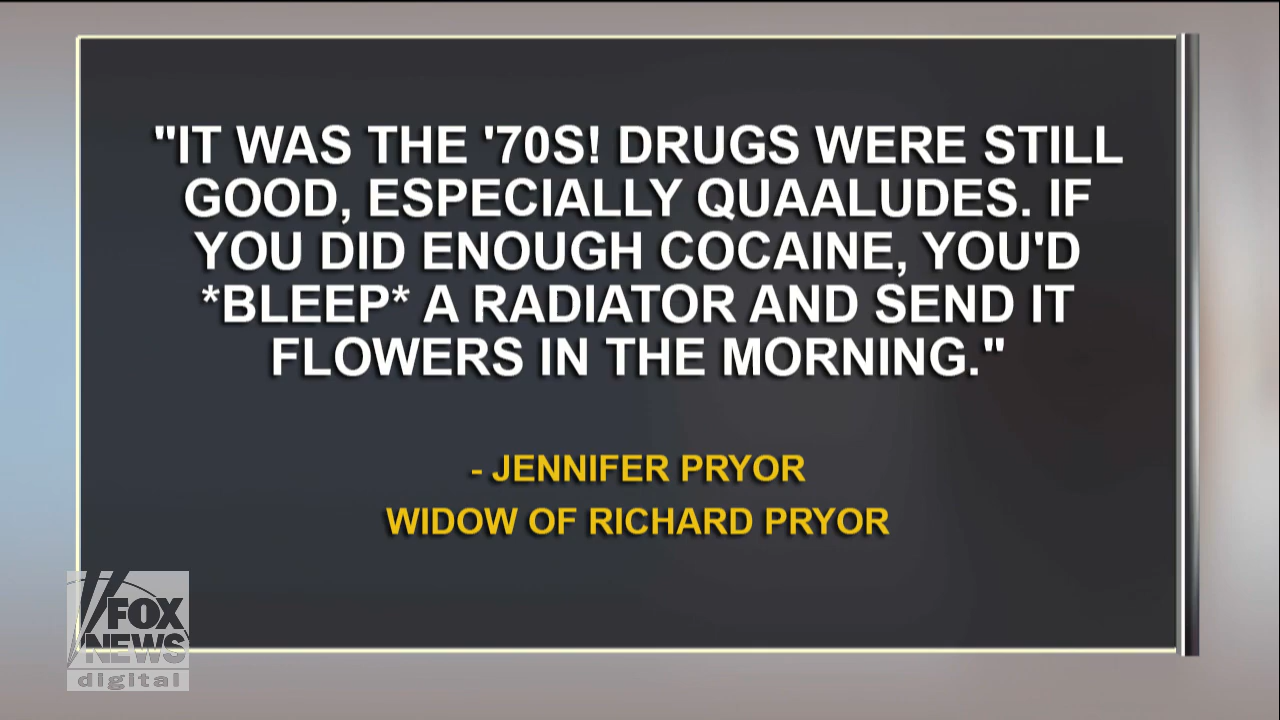 "IT WAS THE '70S! DRUGS WERE STILL
GOOD, ESPECIALLY QUAALUDES. IF
YOU DID ENOUGH COCAINE, YOU'D
*BLEEP* A RADIATOR AND SEND IT
FLOWERS IN THE MORNING."
- JENNIFER PRYOR
WIDOW OF RICHARD PRYOR
FOX
NEWS
digital